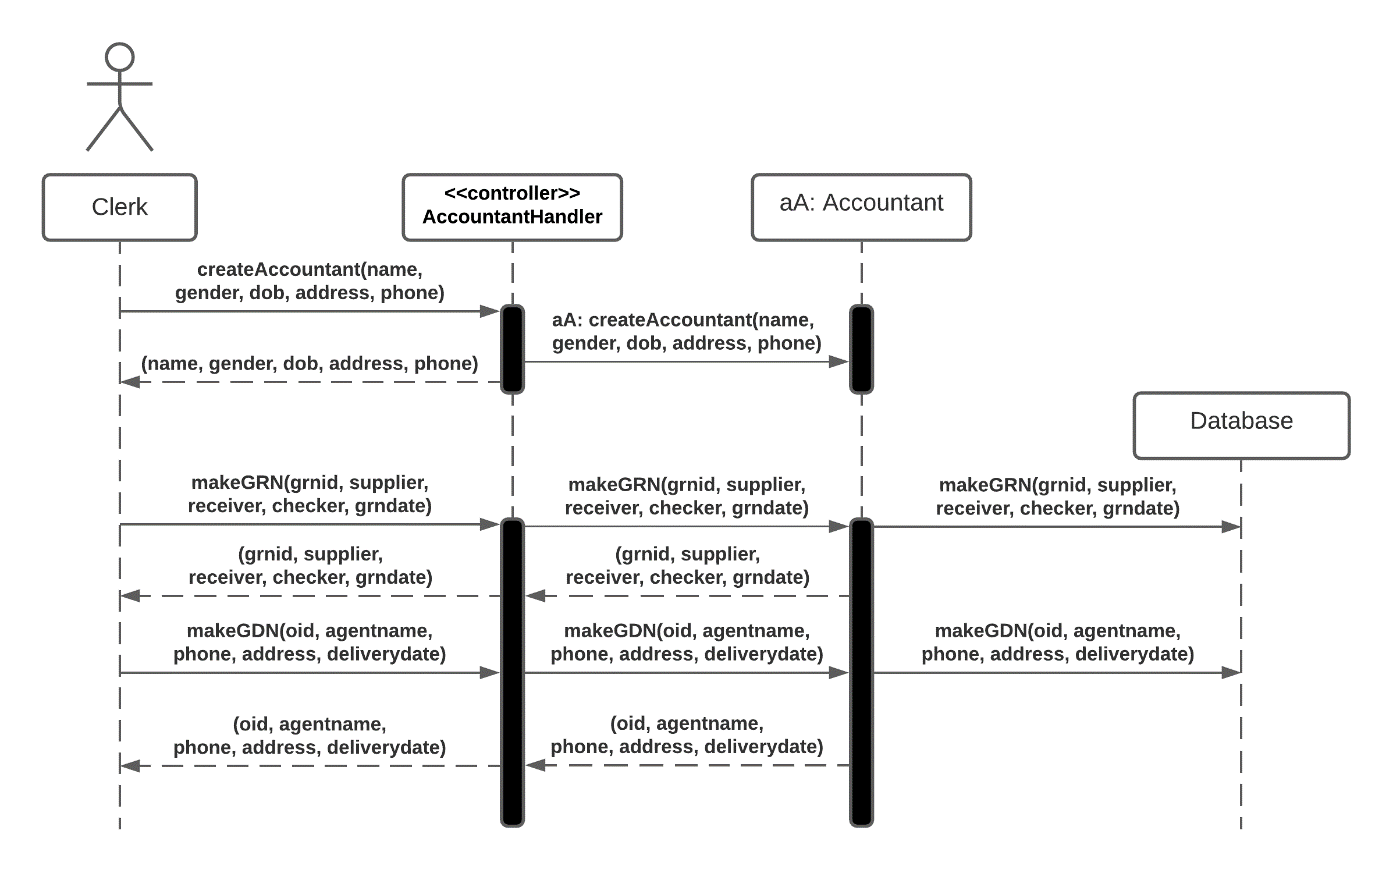 Clerk
<<controller>>
AccountantHandler
aA: Accountant
createAccountant(name,
gender, dob, address, phone)
aA: createAccountant(name,
gender, dob, address, phone)
(name, gender, dob, address, phone)
Database
makeGRN(grnid, supplier,
receiver, checker, grndate)
makeGRN(grnid, supplier,
receiver, checker, grndate)
makeGRN(grnid, supplier,
receiver, checker, grndate)
(grnid, supplier,
receiver, checker, grndate)
(grnid, supplier,
receiver, checker, grndate)
makeGDN(oid, agentname,
phone, address, deliverydate)
makeGDN(oid, agentname,
phone, address, deliverydate)
makeGDN(oid, agentname,
phone, address, deliverydate)
(oid, agentname,
phone, address, deliverydate)
(oid, agentname,
phone, address, deliverydate)